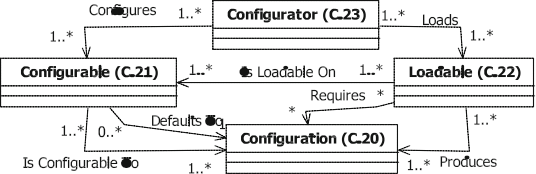 Configures
1..*
Configurator (C.23)
1..*
Loads
1..*
1..*
Configurable (C.21)
1..*
Is Loadable On
1..*
Loadable (C.22)
Requires
*
*
1..*
0..*
Defaults To
1
Configuration (C.20)
1..*
Is Configurable To
1..*
1..*
Produces